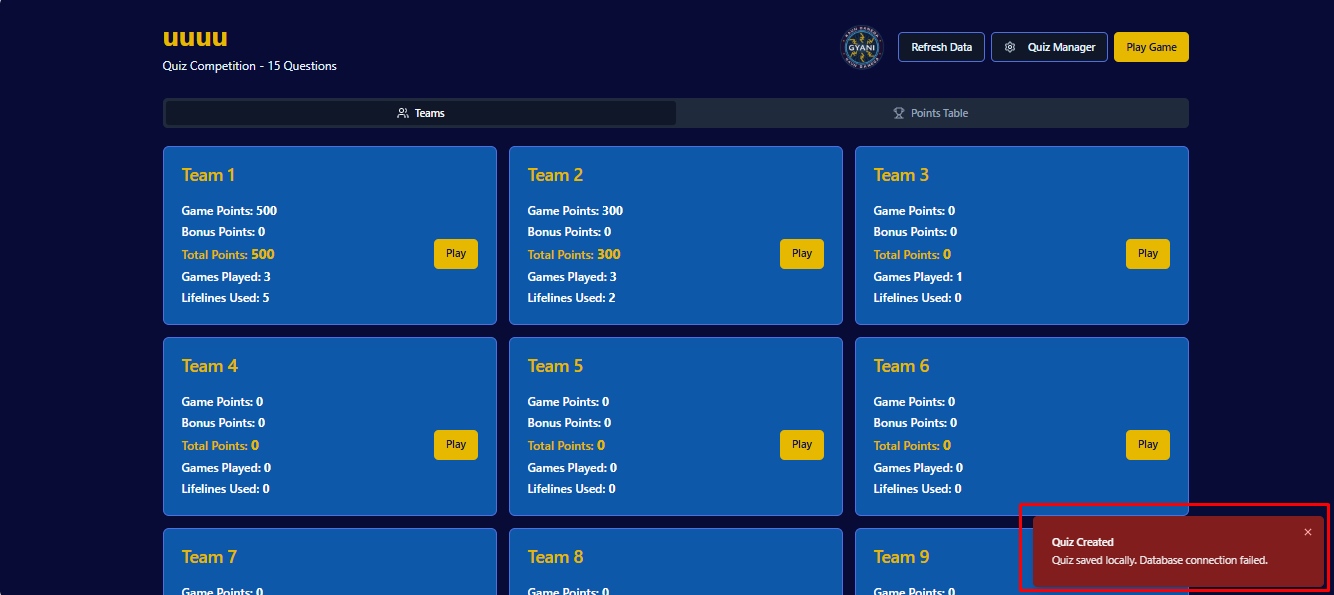 uuuu
Quiz Competition - 15 Questions
GYANI
Refresh Data
Quiz Manager
Play Game
Teams
Points Table
Team 1
Game Points: 500
Bonus Points: 0
Total Points: 500
Games Played: 3
Lifelines Used: 5
Play
Team 2
Game Points: 300
Bonus Points: 0
Total Points: 300
Games Played: 3
Lifelines Used: 2
Play
Team 3
Game Points: 0
Bonus Points: 0
Total Points: 0
Games Played: 1
Lifelines Used: 0
Play
Team 4
Game Points: 0
Bonus Points: 0
Total Points: 0
Games Played: 0
Lifelines Used: 0
Play
Team 5
Game Points: 0
Bonus Points: 0
Total Points: 0
Games Played: 0
Lifelines Used: 0
Play
Team 6
Game Points: 0
Bonus Points: 0
Total Points: 0
Games Played: 0
Lifelines Used: 0
Play
Team 7
Game Points: 0
Team 8
Game Points: 0
Team 9
Game Points: 0
Quiz Created
Quiz saved locally. Database connection failed.